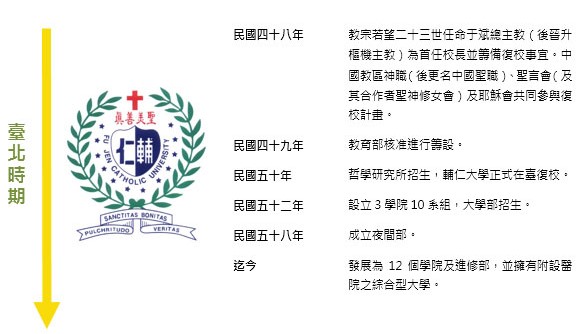 臺北時期
聖美善真
輔仁
FU JEN CATHOLIC UNIVERSITY
SANCTITAS BONITAS
PULCHRITUDO VERITAS
民國四十八年 教宗若望二十三世任命于斌總主教（後晉升
樞機主教）為首任校長並籌備復校事宜。中
國教區神職（後更名中國聖職）、聖言會（及
其合作者聖神修女會）及耶穌會共同參與復
校計畫。
民國四十九年 教育部核准進行籌設。
民國五十年 哲學研究所招生，輔仁大學正式在臺復校。
民國五十二年 設立 3 學院 10 系組，大學部招生。
民國五十八年 成立夜間部。
迄今 發展為 12 個學院及進修部，並擁有附設醫
院之綜合型大學。